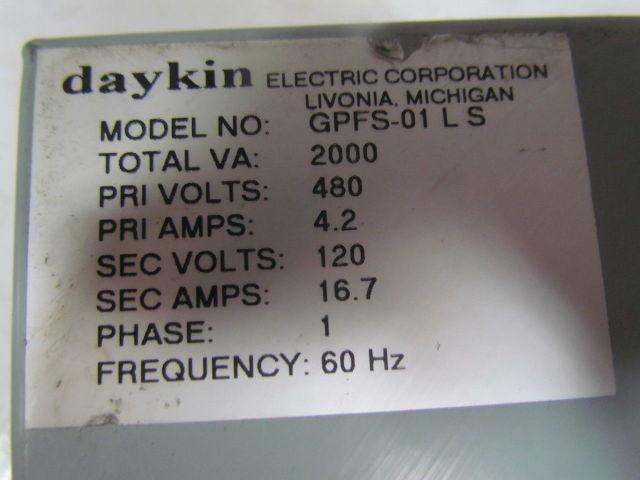 daykin ELECTRIC CORPORATION
LIVONIA, MICHIGAN
MODEL NO: GPFS-01 L S
TOTAL VA: 2000
PRI VOLTS: 480
PRI AMPS: 4.2
SEC VOLTS: 120
SEC AMPS: 16.7
PHASE: 1
FREQUENCY: 60 Hz